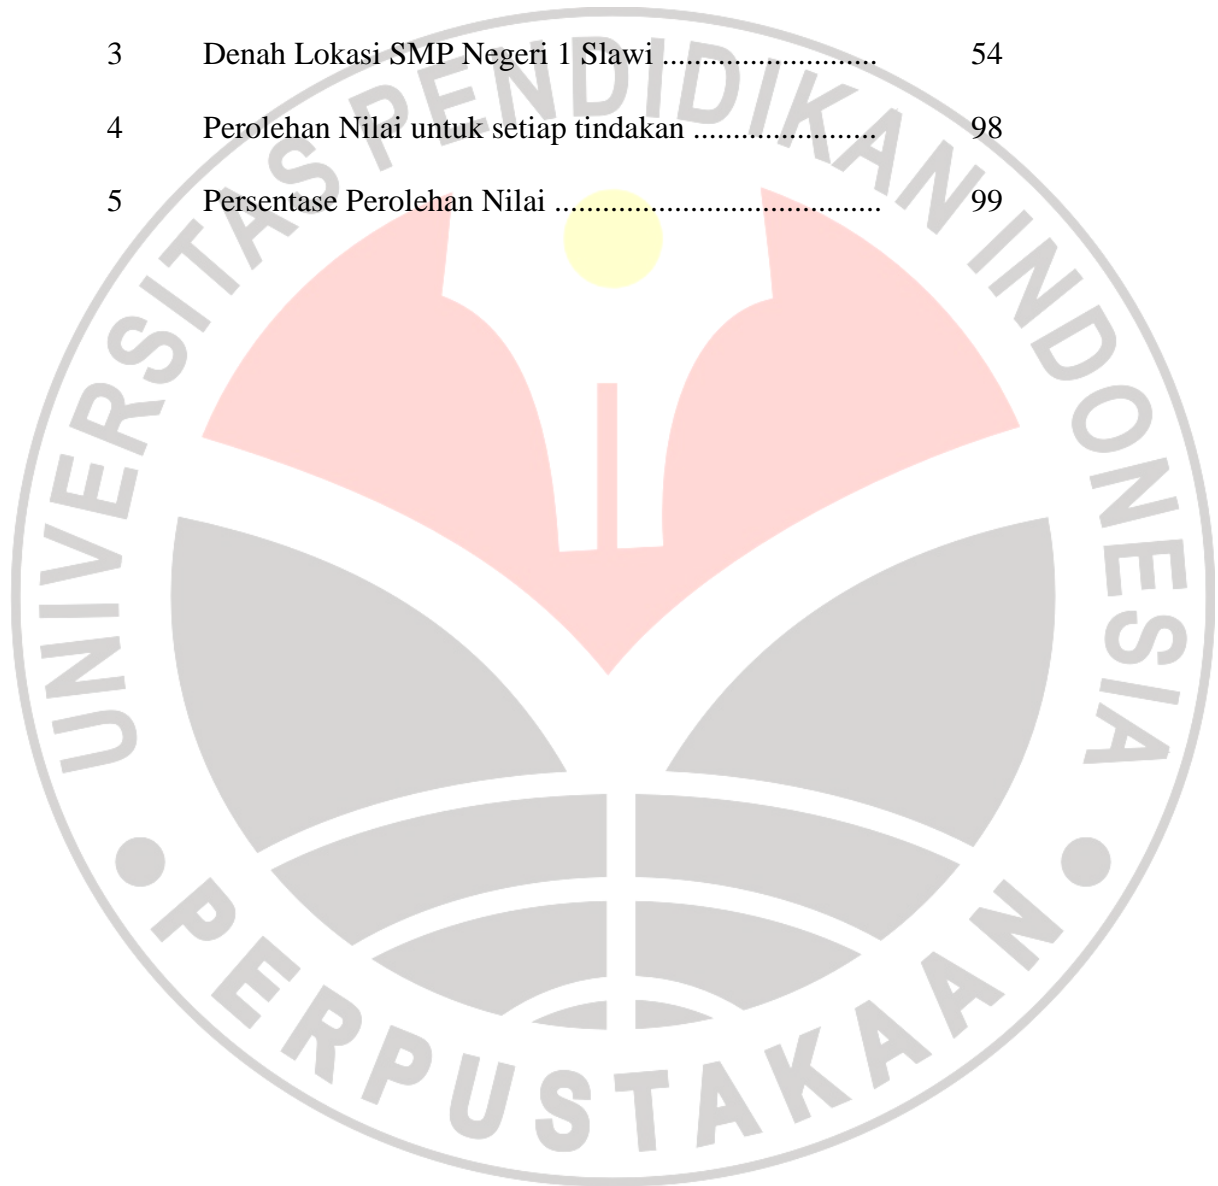 3 Denah Lokasi SMP Negeri 1 Slawi ........................... 54
4 Perolehan Nilai untuk setiap tindakan ....................... 98
5 Persentase Perolehan Nilai ......................................... 99
UNIVERSITAS PENDIDIKAN INDONESIA
PERPUSTAKAAN